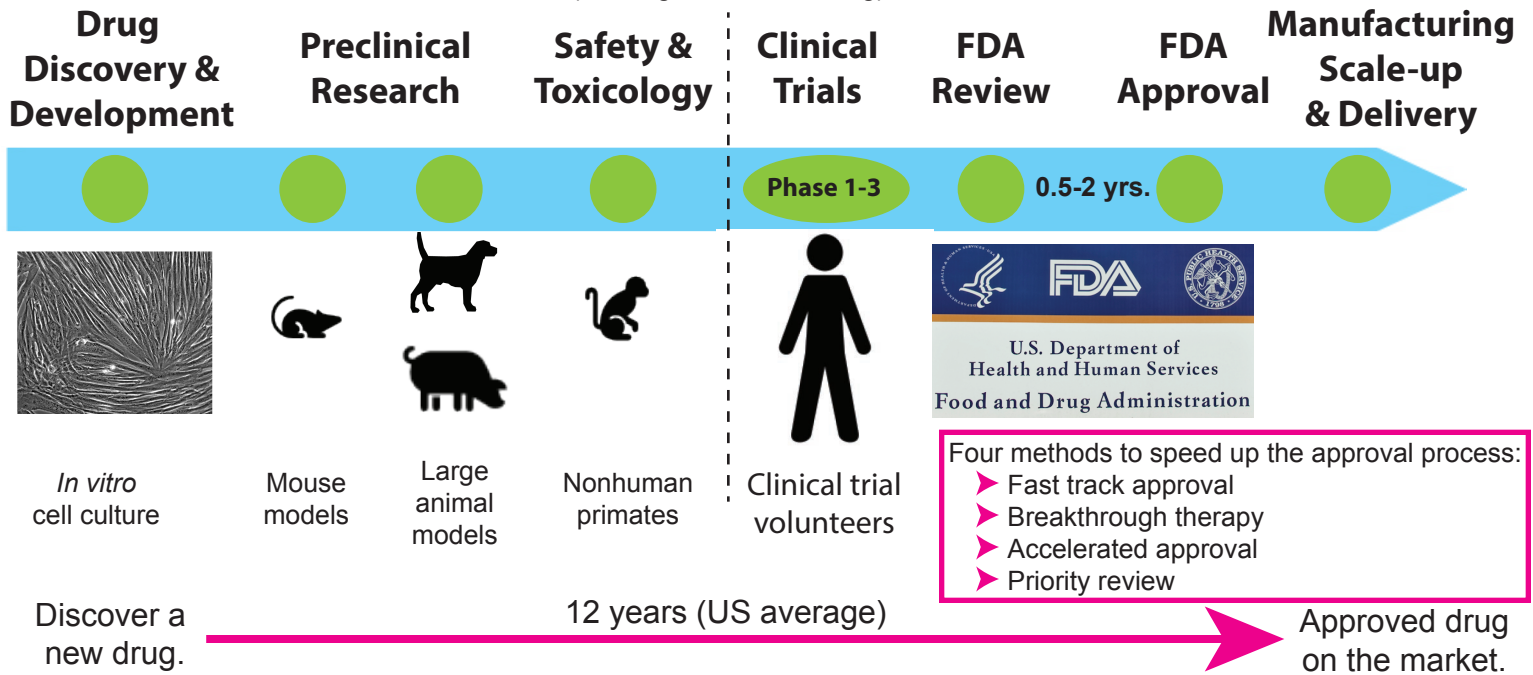 Drug
Discovery &
Development
Preclinical
Research
Safety &
Toxicology
Clinical
Trials
FDA
Review
FDA
Approval
Manufacturing
Scale-up
& Delivery
Phase 1-3
0.5-2 yrs.
FDA
U.S. Department of
Health and Human Services
Food and Drug Administration
In vitro
cell culture
Mouse
models
Large
animal
models
Nonhuman
primates
Clinical trial
volunteers
Four methods to speed up the approval process:
Fast track approval
Breakthrough therapy
Accelerated approval
Priority review
Discover a
new drug.
12 years (US average)
Approved drug
on the market.